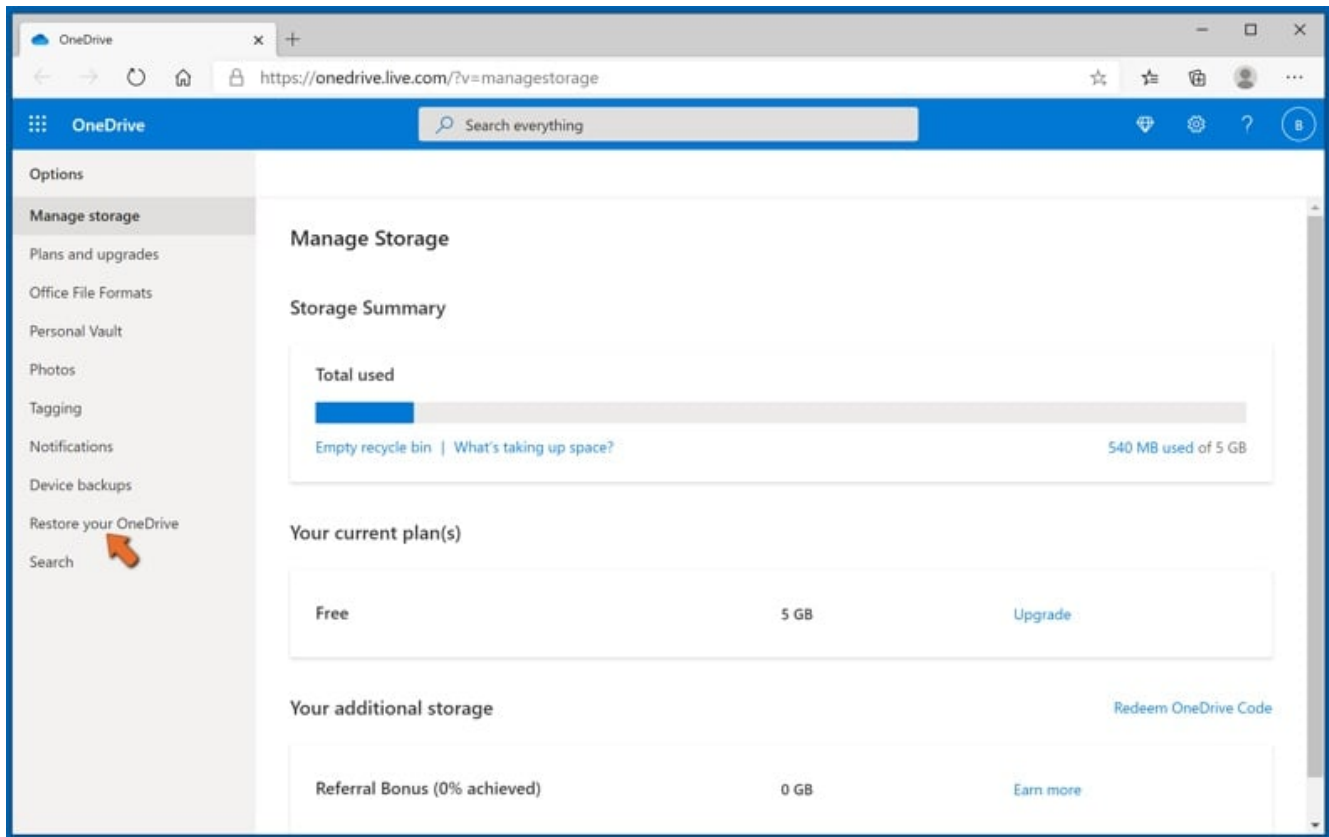 OneDrive
https://onedrive.live.com/?v=managestorage
OneDrive
Search everything
B
Options
Manage storage
Plans and upgrades
Office File Formats
Personal Vault
Photos
Tagging
Notifications
Device backups
Restore your OneDrive
Search
Manage Storage
Storage Summary
Total used
Empty recycle bin | What's taking up space?
540 MB used of 5 GB
Your current plan(s)
Free 5 GB Upgrade
Your additional storage Redeem OneDrive Code
Referral Bonus (0% achieved) 0 GB Earn more